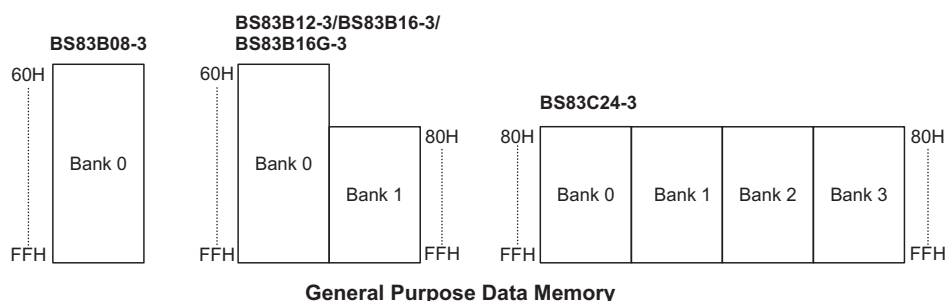 BS83B08-3
60H
Bank 0
FFH
BS83B12-3/BS83B16-3/
BS83B16G-3
60H
Bank 0
FFH
80H
Bank 1
FFH
BS83C24-3
80H
Bank 0
Bank 1
Bank 2
Bank 3
80H
FFH
FFH
General Purpose Data Memory